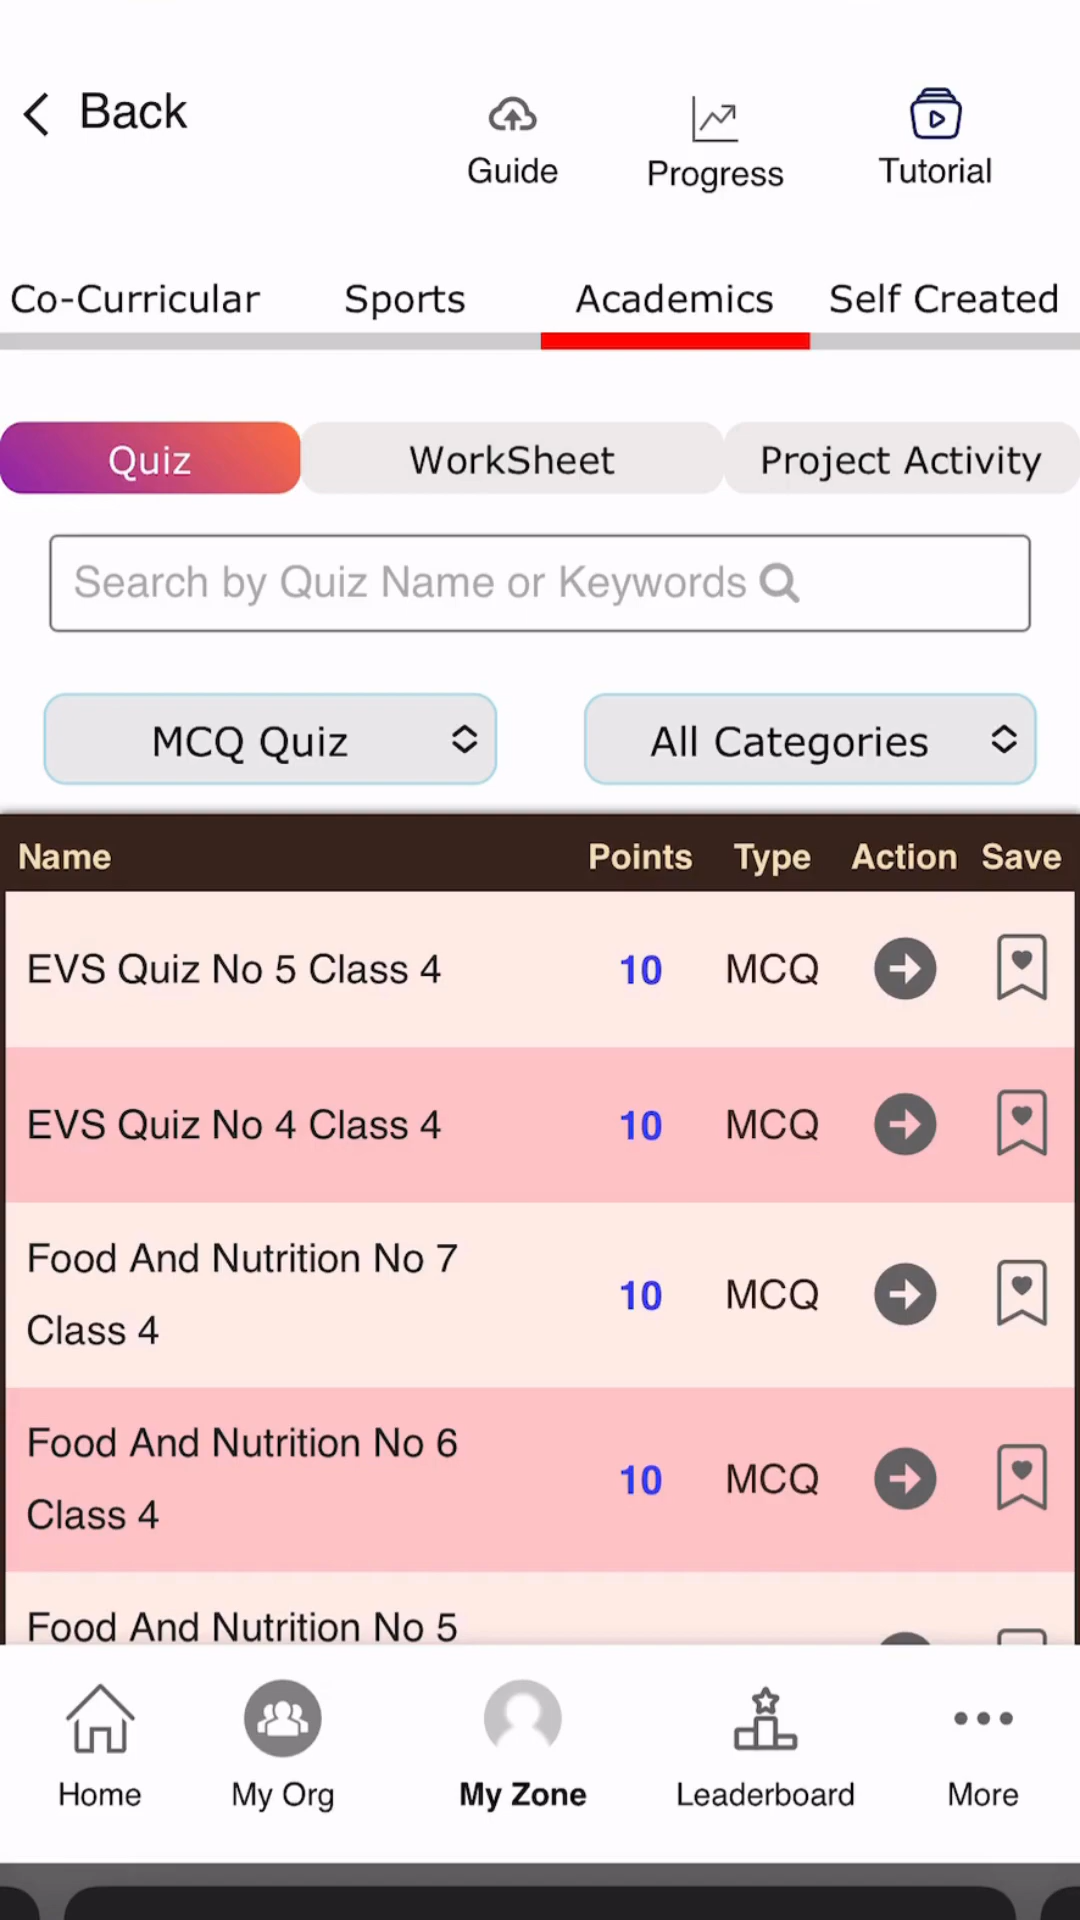 Back
Guide
Progress
Tutorial
Co-Curricular
Sports
Academics
Self Created
Quiz
WorkSheet
Project Activity
Search by Quiz Name or Keywords
MCQ Quiz
All Categories
Name Points Type Action Save
EVS Quiz No 5 Class 4 10 MCQ
EVS Quiz No 4 Class 4 10 MCQ
Food And Nutrition No 7
Class 4
10 MCQ
Food And Nutrition No 6
Class 4
10 MCQ
Food And Nutrition No 5
Home
My Org
My Zone
Leaderboard
More